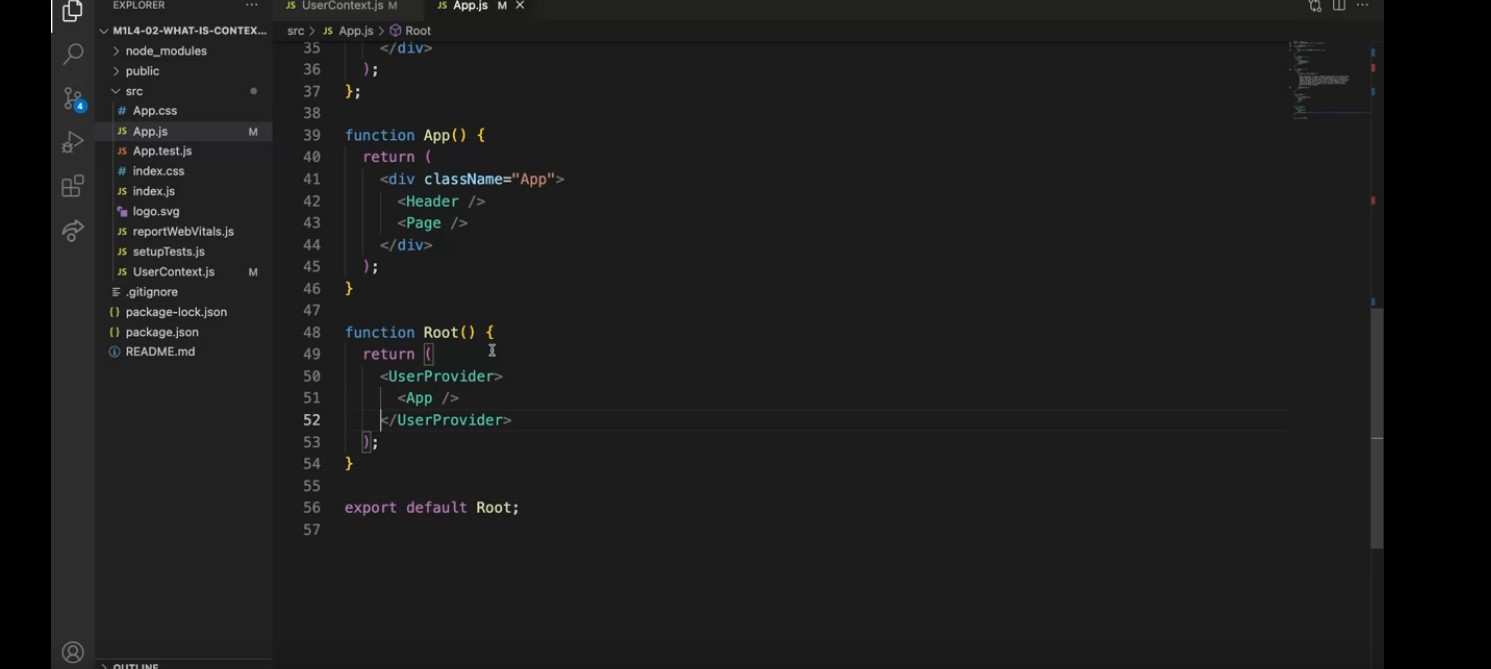 EXPLORER ···
JS UserContext.js M
JS App.js M ×
M1L4-02-WHAT-IS-CONTEX...
src > JS App.js > Root
node_modules
public
src
# App.css
JS App.js M
JS App.test.js
# index.css
JS index.js
logo.svg
JS reportWebVitals.js
JS setupTests.js
JS UserContext.js M
.gitignore
{} package-lock.json
{} package.json
README.md
4
OUTLINE
35 </div>
36 );
37 };
38
39 function App() {
40 return (
41 <div className="App">
42 <Header />
43 <Page />
44 </div>
45 );
46 }
47
48 function Root() {
49 return (
50 <UserProvider>
51 <App />
52 </UserProvider>
53 );
54 }
55
56 export default Root;
57